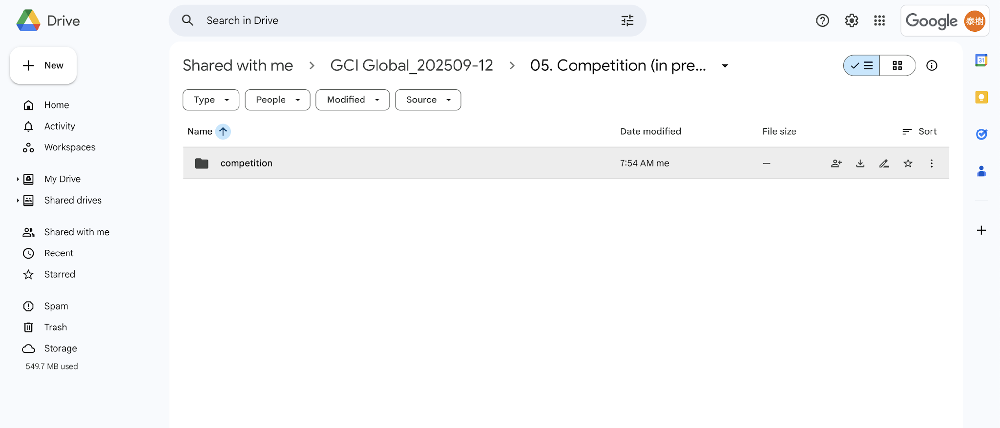 Drive
Search in Drive
Google 泰樹
New
Shared with me > GCI Global_202509-12 > 05. Competition (in pre...
31
Type People Modified Source
Home
Activity
Workspaces
Name Date modified File size Sort
competition 7:54 AM me —
My Drive
Shared drives
Shared with me
Recent
Starred
Spam
Trash
Storage
549.7 MB used